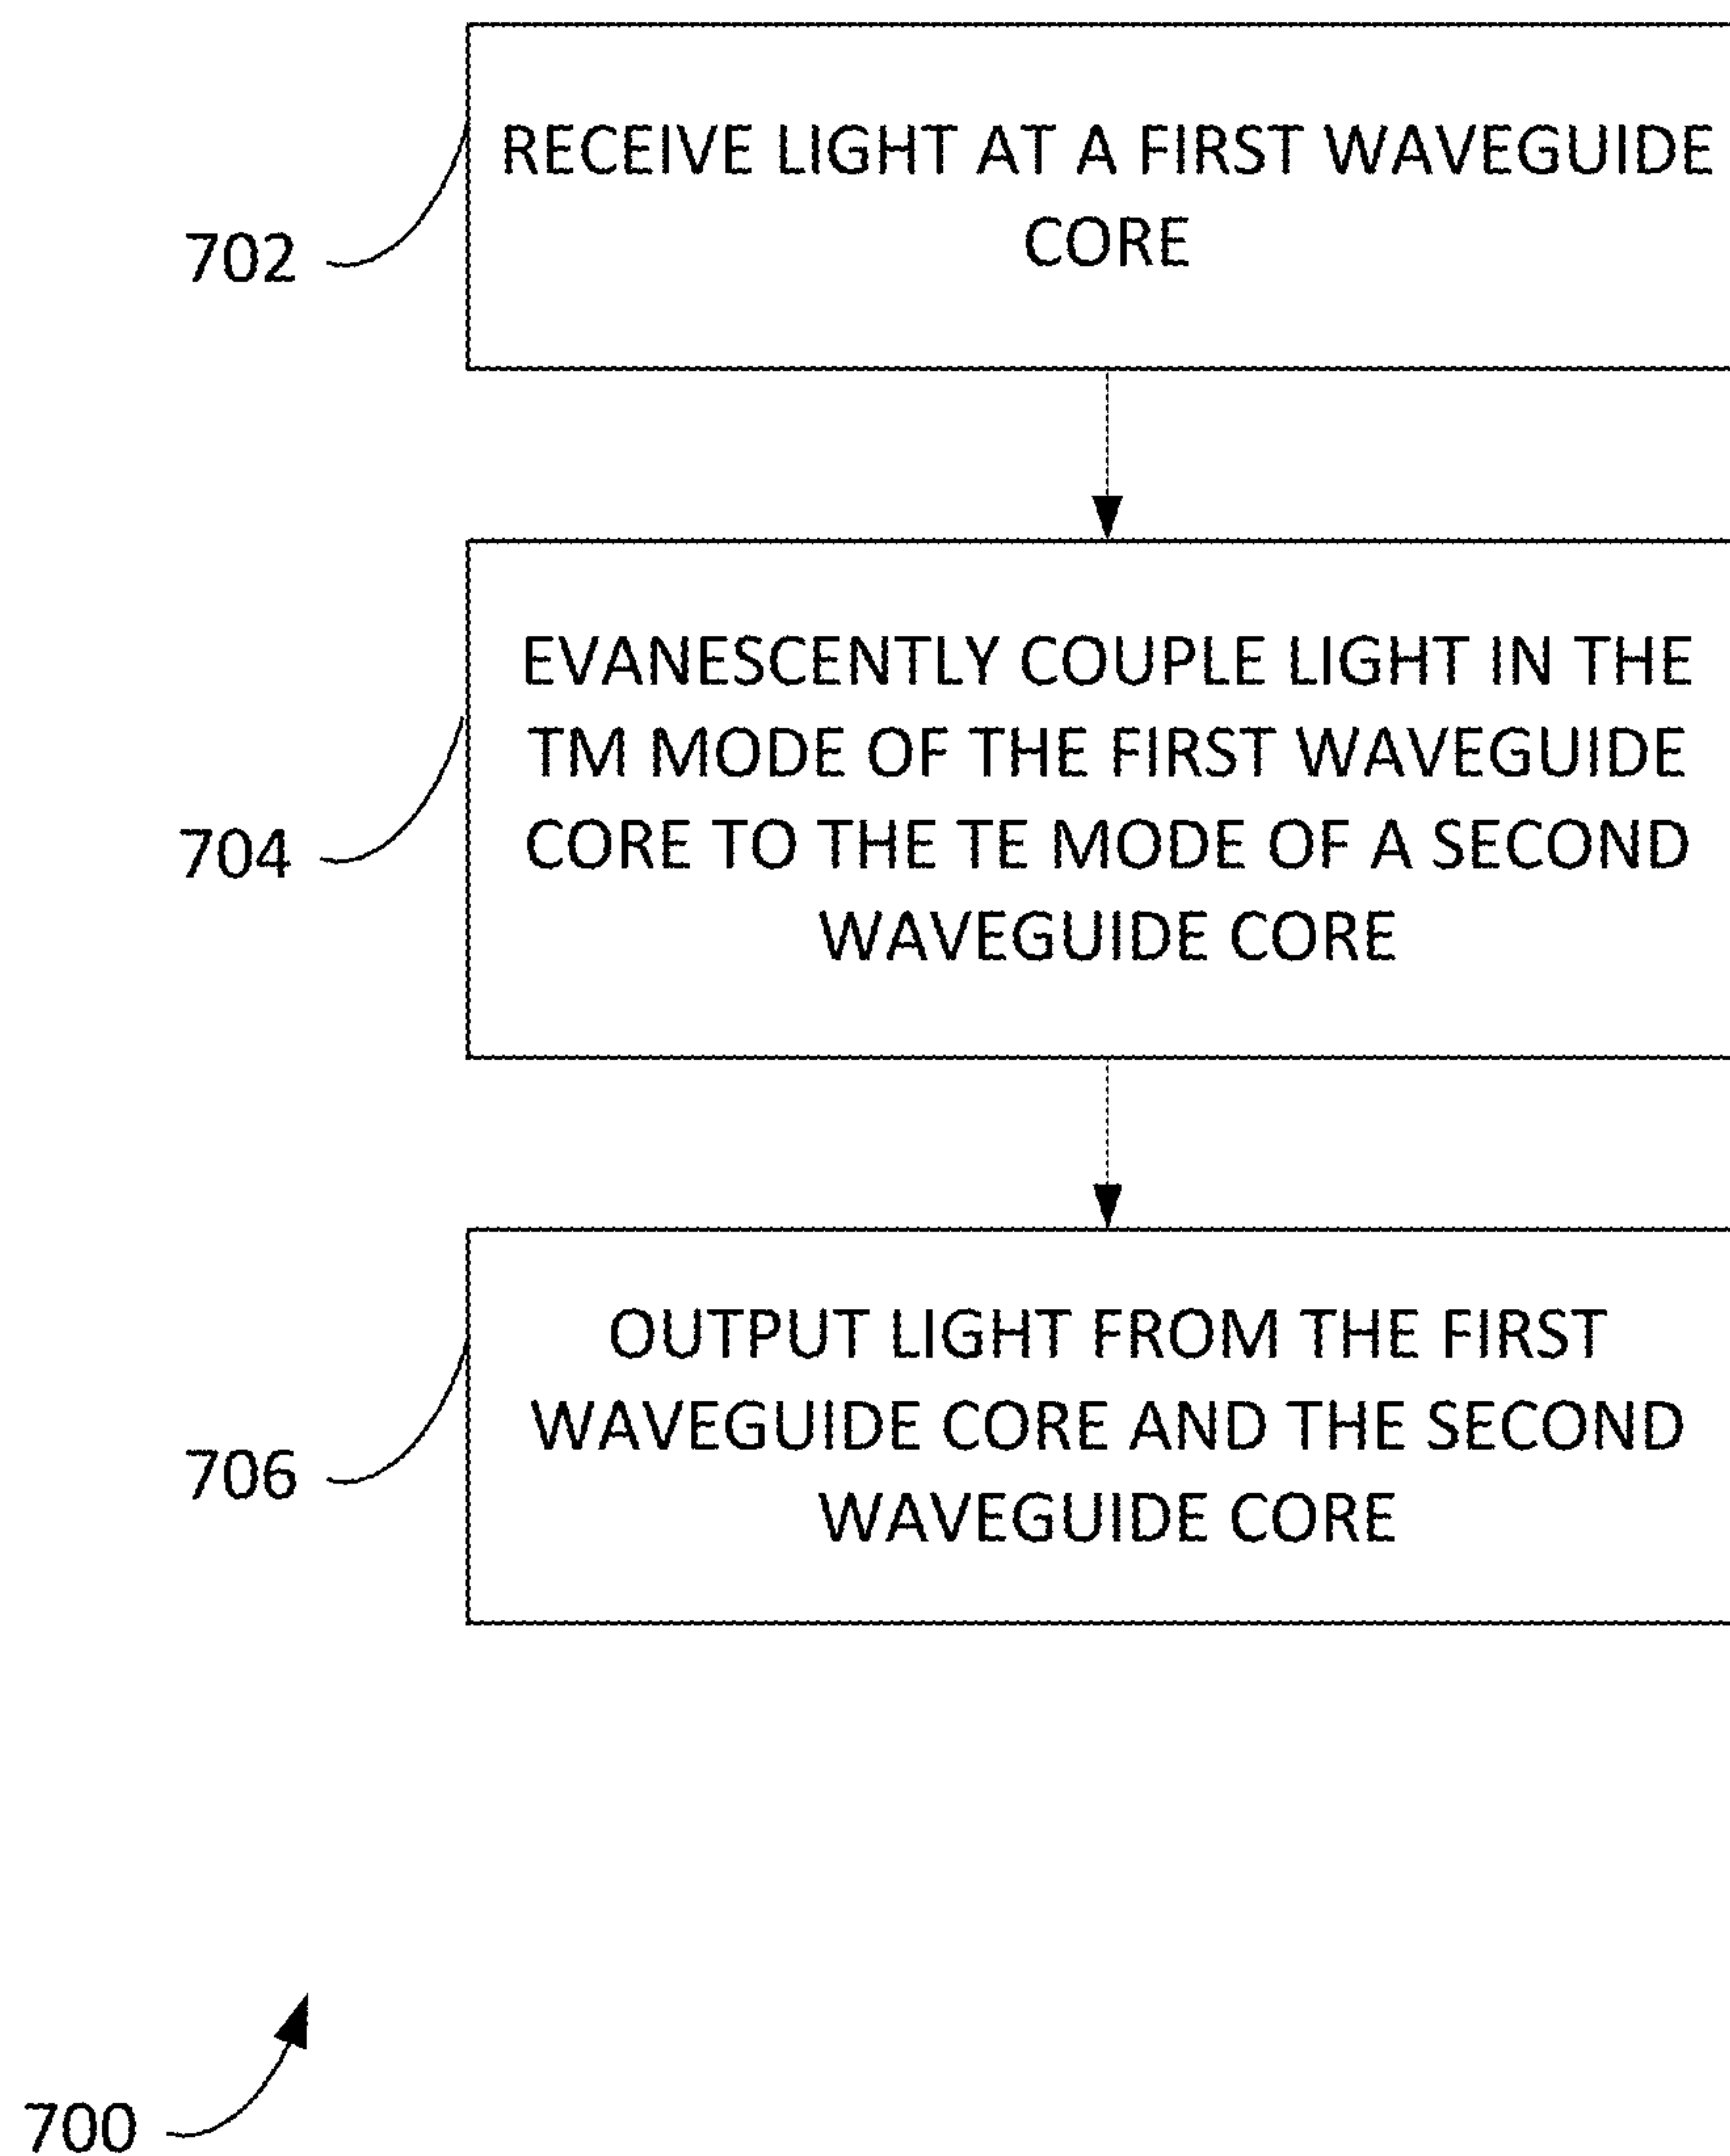 RECEIVE LIGHT AT A FIRST WAVEGUIDE
CORE
702
EVANESCENTLY COUPLE LIGHT IN THE
TM MODE OF THE FIRST WAVEGUIDE
CORE TO THE TE MODE OF A SECOND
WAVEGUIDE CORE
704
OUTPUT LIGHT FROM THE FIRST
WAVEGUIDE CORE AND THE SECOND
WAVEGUIDE CORE
706
700